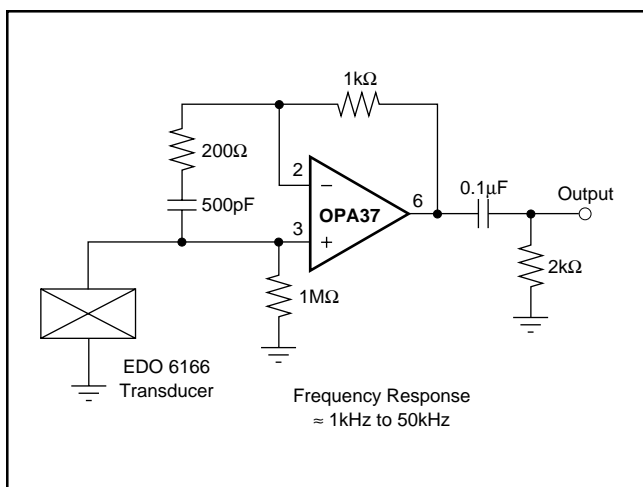 1kΩ
200Ω
500pF
2
3
6
−
+
OPA37
0.1µF
Output
1MΩ
2kΩ
EDO 6166
Transducer
Frequency Response
≈ 1kHz to 50kHz